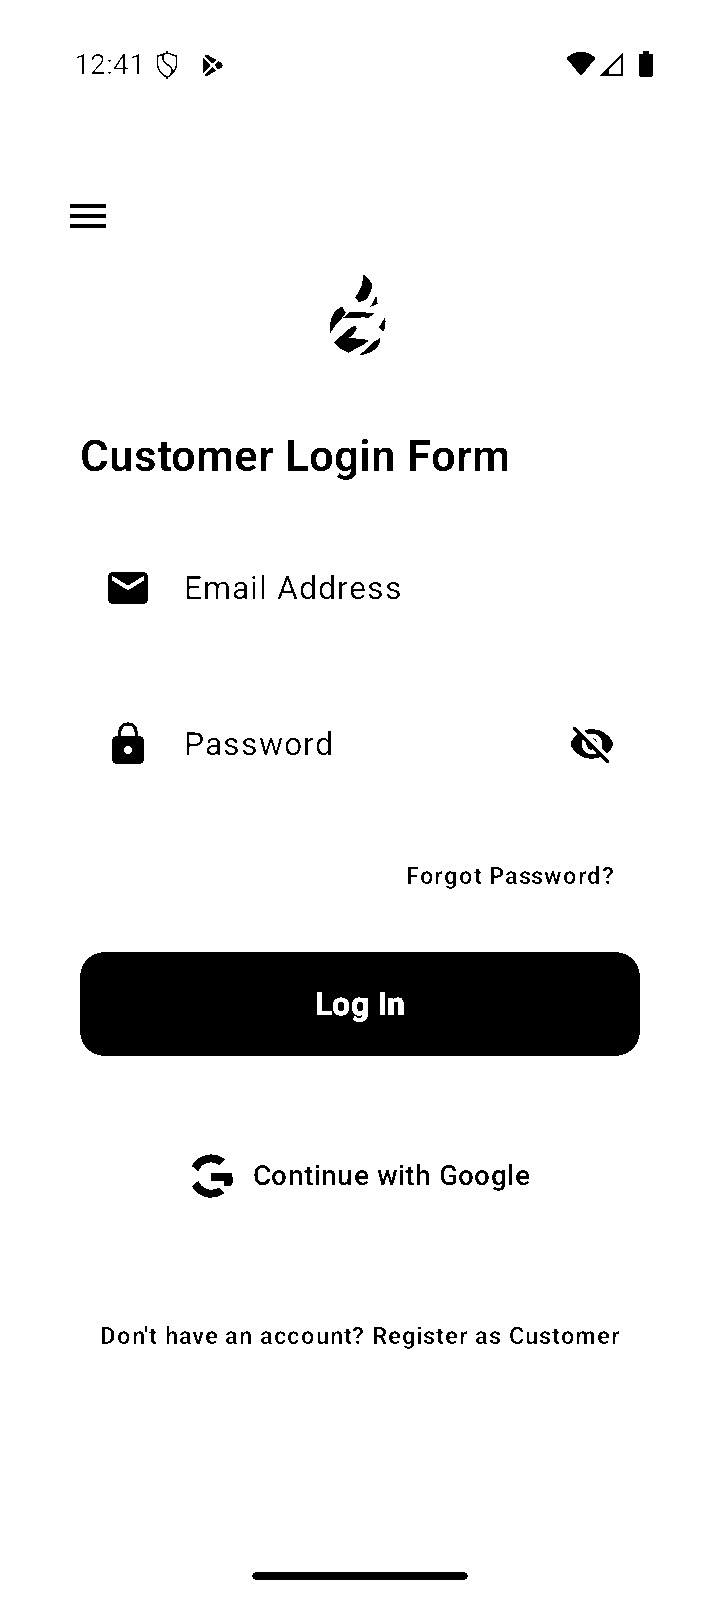 12:41
Customer Login Form
Email Address
Password
Forgot Password?
Log In
Continue with Google
Don't have an account? Register as Customer